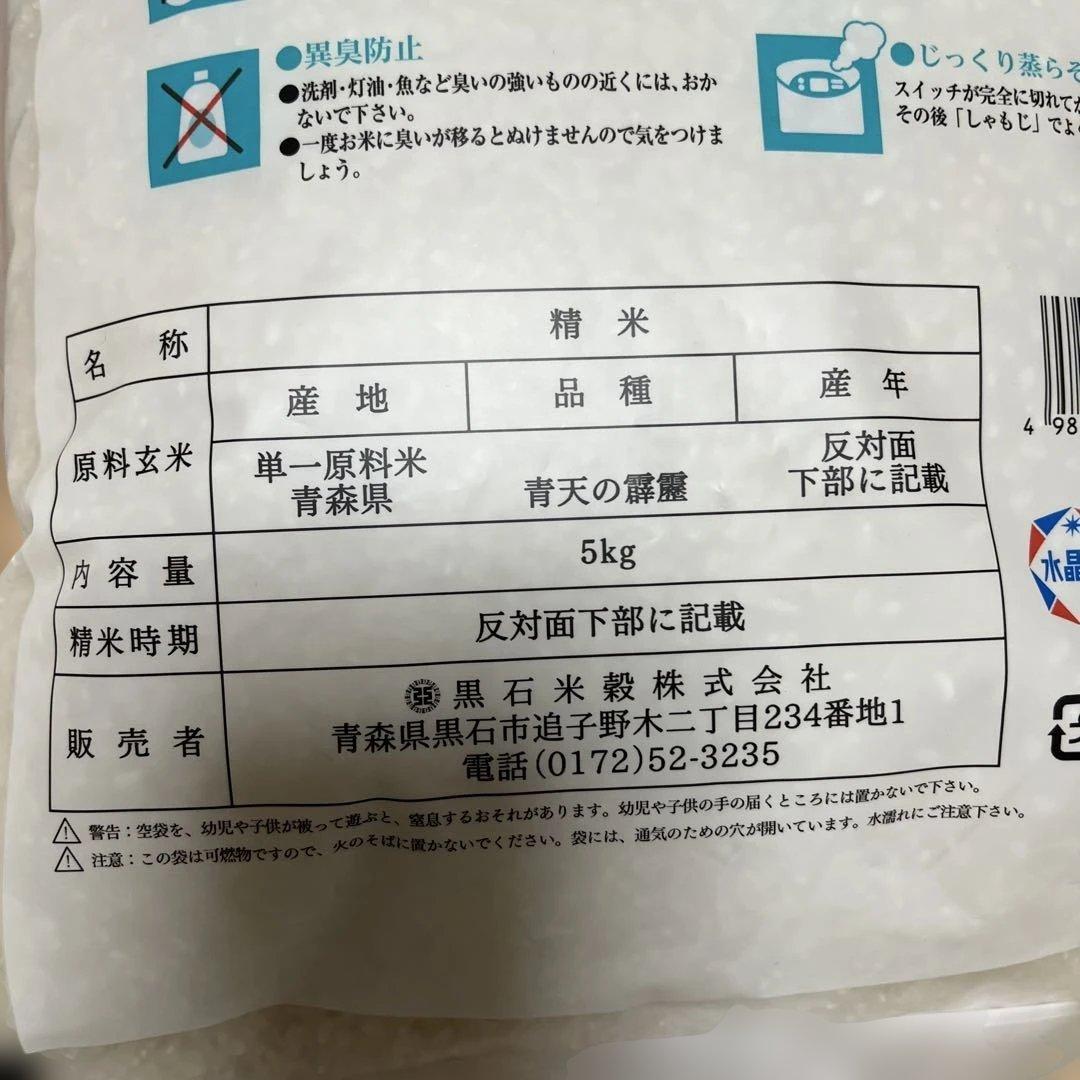 ●異臭防止
●洗剤・灯油・魚など臭いの強いものの近くには、おか
ないで下さい。
●一度お米に臭いが移るとぬけませんので気をつけま
しょう。
●じっくり蒸らそ
スイッチが完全に切れてか
その後「しゃもじ」でよ
名称
精米
原料玄米
産地
品種
産年
単一原料米
青森県
青天の霹靂
反対面
下部に記載
内容量
5kg
精米時期
反対面下部に記載
販売者
黒石米穀株式会社
青森県黒石市追子野木二丁目234番地1
電話(0172)52-3235
警告：空袋を、幼児や子供が被って遊ぶと、窒息するおそれがあります。幼児や子供の手の届くところには置かないで下さい。
注意：この袋は可燃物ですので、火のそばに置かないでください。袋には、通気のための穴が開いています。水濡れにご注意下さい。
4 98
水晶